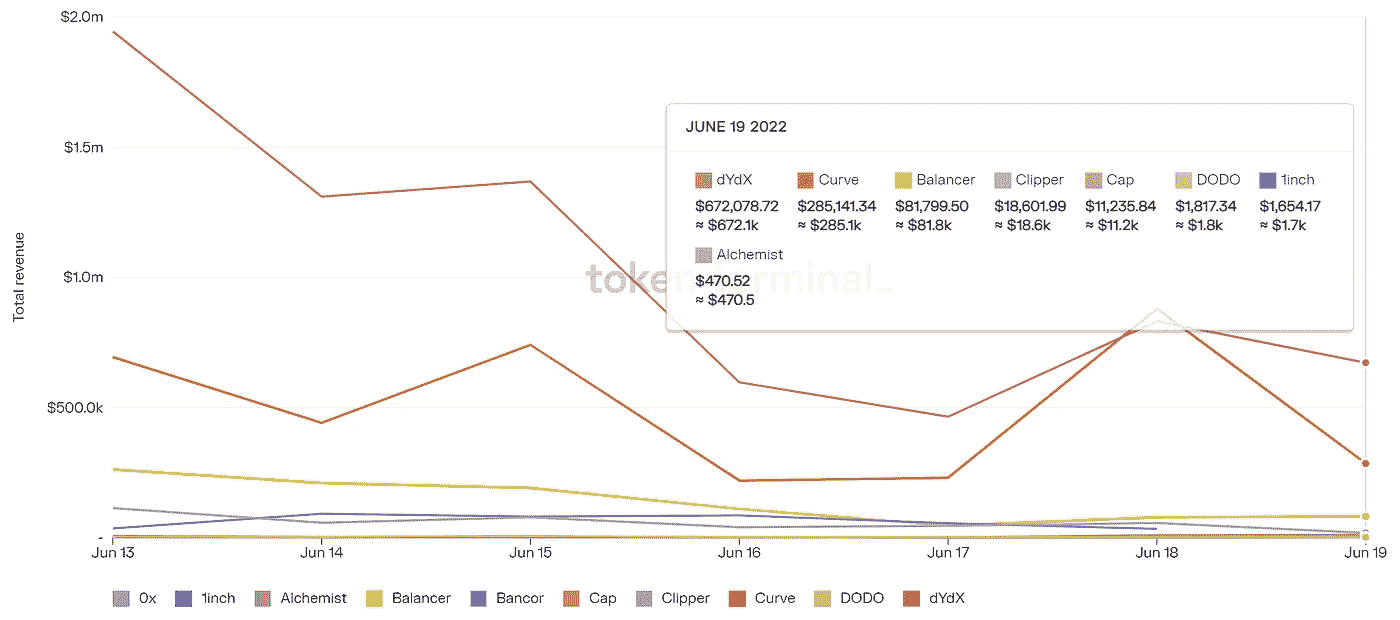 $2.0m
$1.5m
$1.0m
$500.0k
-
Total revenue
token terminal_
JUNE 19 2022
dYdX Curve Balancer Clipper Cap DODO 1inch
$672,078.72 $285,141.34 $81,799.50 $18,601.99 $11,235.84 $1,817.34 $1,654.17
≈ $672.1k ≈ $285.1k ≈ $81.8k ≈ $18.6k ≈ $11.2k ≈ $1.8k ≈ $1.7k
Alchemist
$470.52
≈ $470.5
Jun 13 Jun 14 Jun 15 Jun 16 Jun 17 Jun 18 Jun 19
0x 1inch Alchemist Balancer Bancor Cap Clipper Curve DODO dYdX